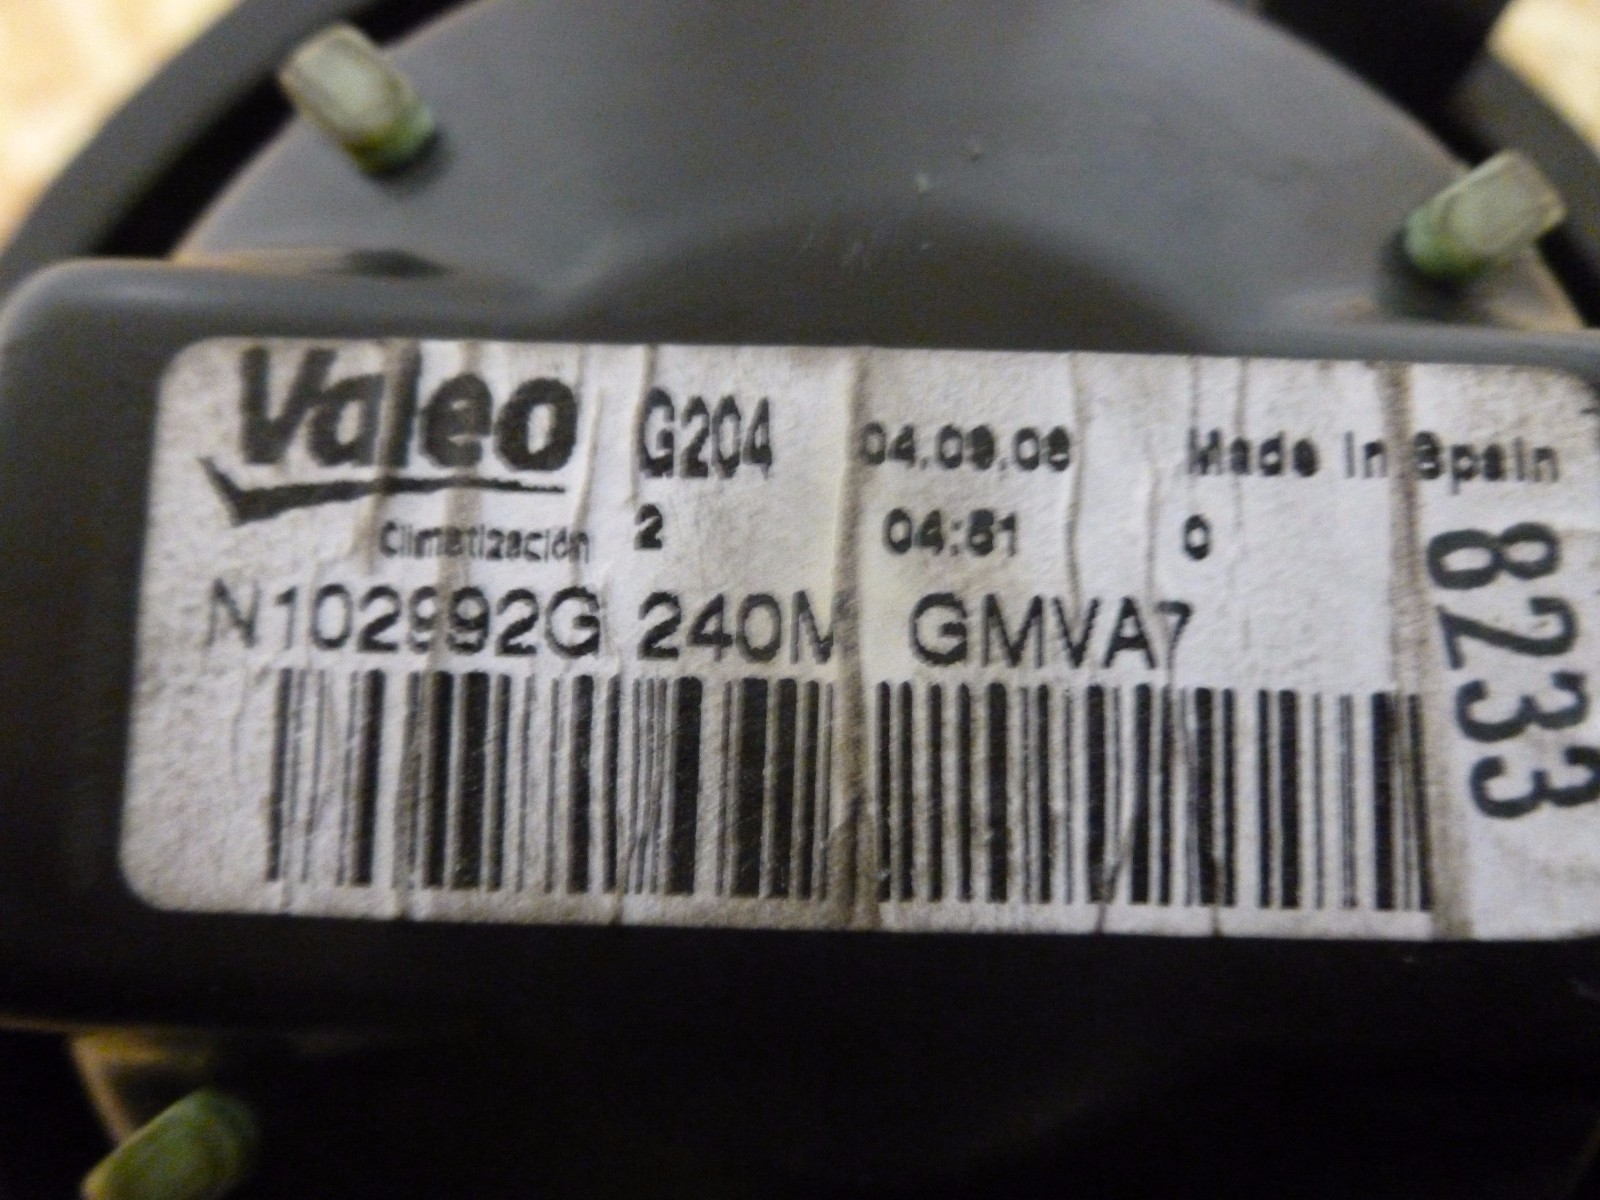 Valeo G204 04.09.08 Made In Spain
Climatización 2 04:51 0
N102992G 240M GMVA7
8233